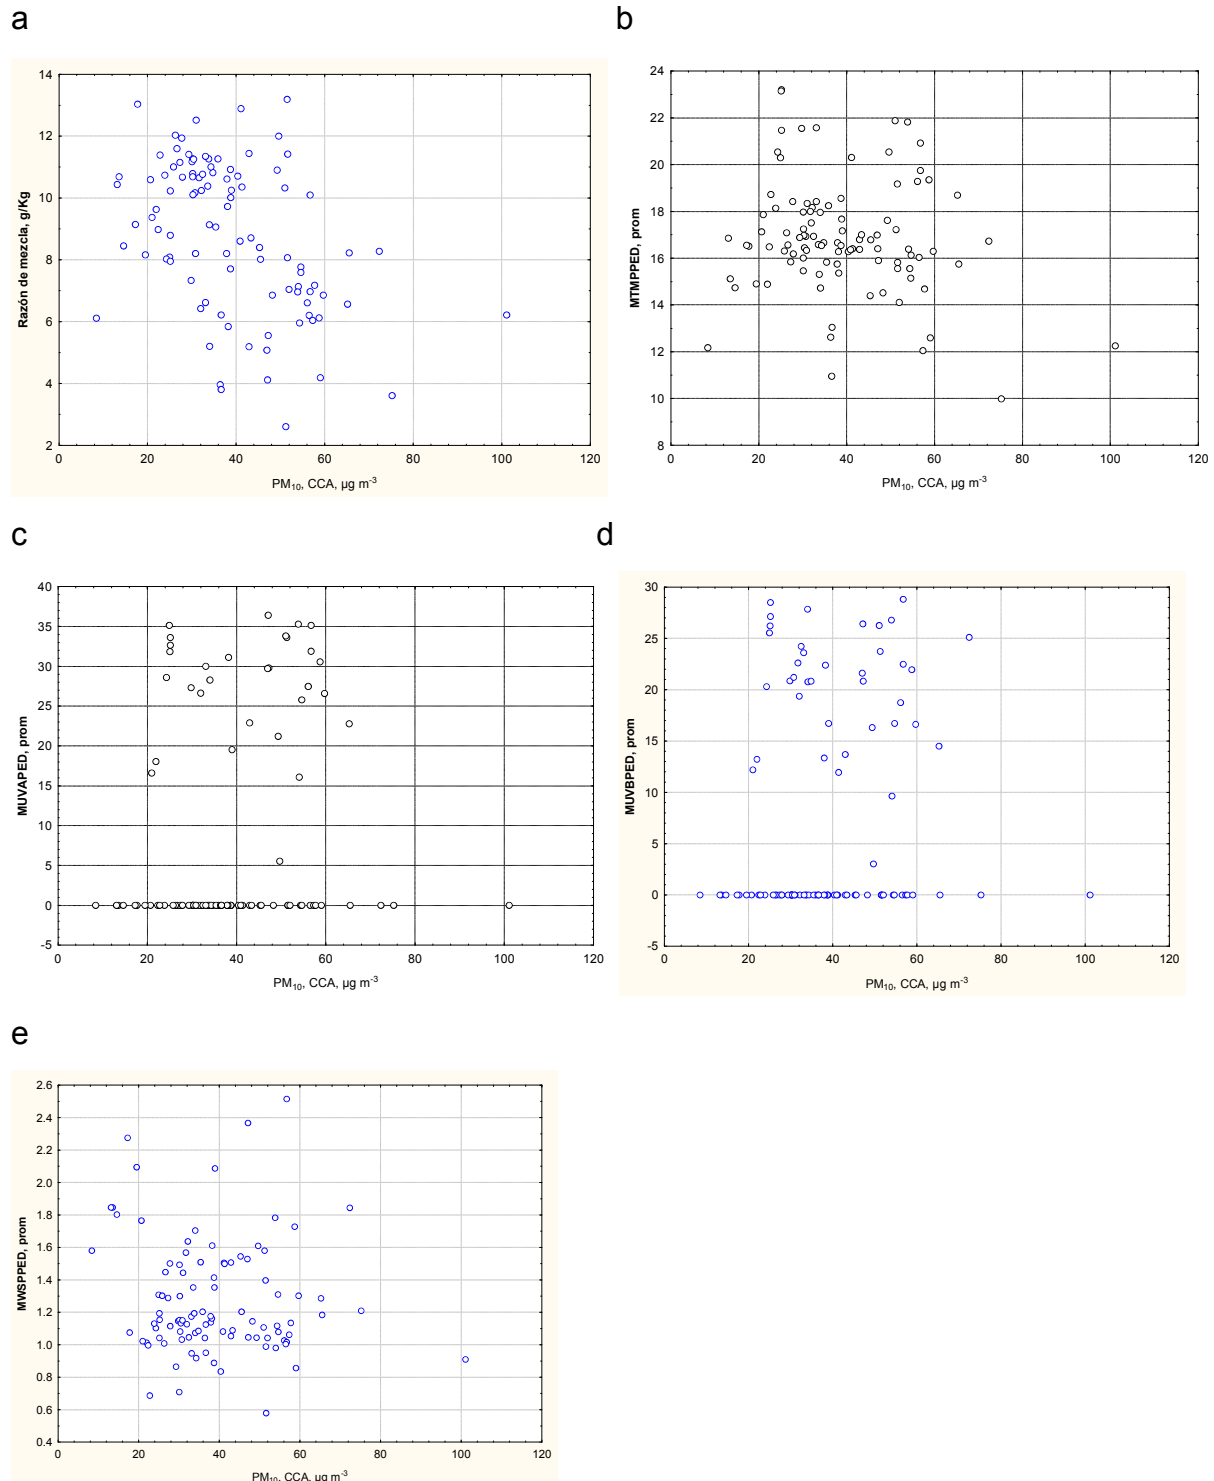 a
14
12
10
8
6
4
2
0 20 40 60 80 100 120
Razón de mezcla, g/Kg
PM₁₀, CCA, µg m⁻³
b
24
22
20
18
16
14
12
10
8
0 20 40 60 80 100 120
MTMPPED, prom
PM₁₀, CCA, µg m⁻³
c
40
35
30
25
20
15
10
5
0
-5
0 20 40 60 80 100 120
MUVAPED, prom
PM₁₀, CCA, µg m⁻³
d
30
25
20
15
10
5
0
-5
0 20 40 60 80 100 120
MUVBPED, prom
PM₁₀, CCA, µg m⁻³
e
2.6
2.4
2.2
2.0
1.8
1.6
1.4
1.2
1.0
0.8
0.6
0.4
0 20 40 60 80 100 120
MWSPPED, prom
PM₁₀, CCA, µg m⁻³